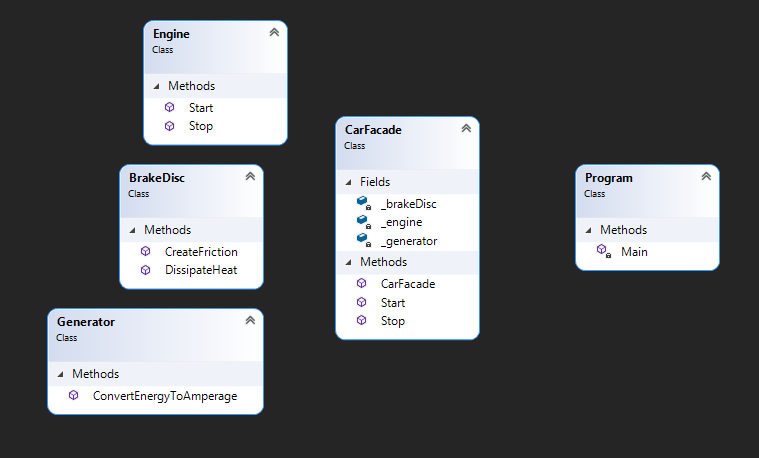 Engine
Class
Methods
Start
Stop
BrakeDisc
Class
Methods
CreateFriction
DissipateHeat
Generator
Class
Methods
ConvertEnergyToAmperage
CarFacade
Class
Fields
_brakeDisc
_engine
_generator
Methods
CarFacade
Start
Stop
Program
Class
Methods
Main